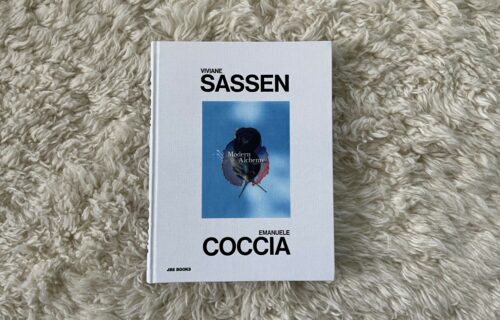 VIVIANE
SASSEN
Modern
Alchemy
EMANUELE
COCCIA
JBE BOOKS